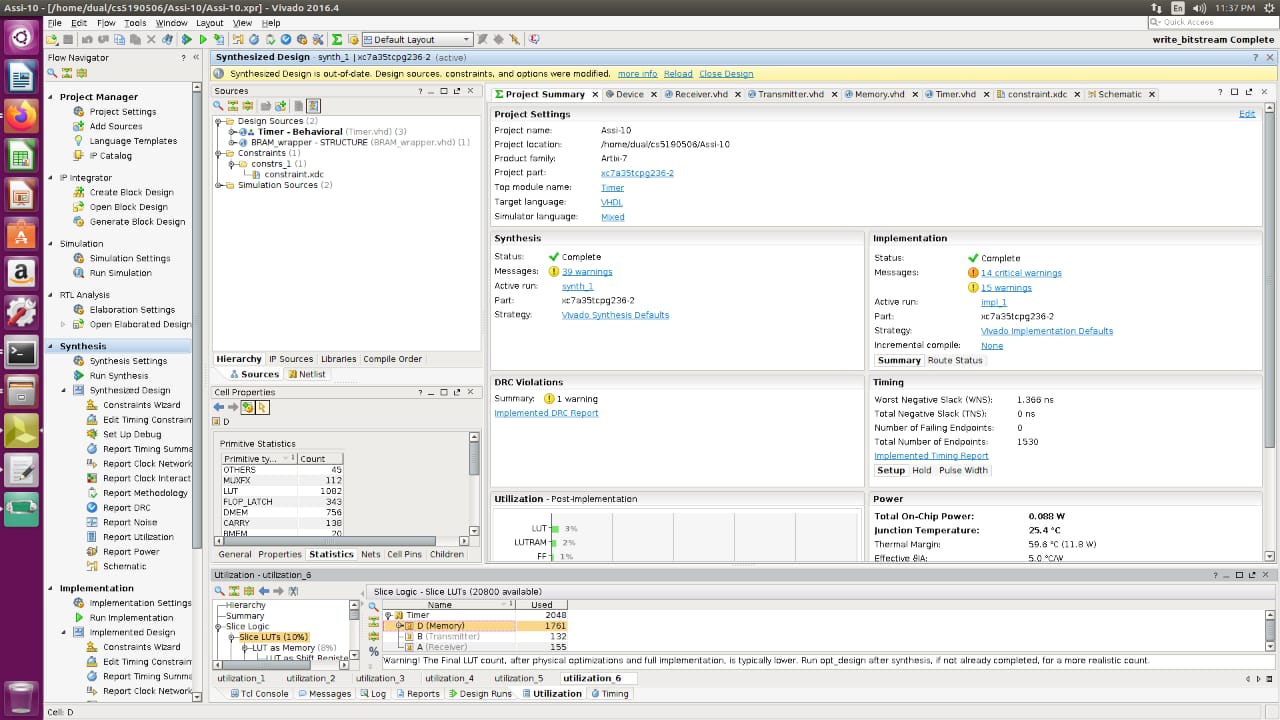 Assi-10 - [/home/dual/cs5190506/Assi-10/Assi-10.xpr] - Vivado 2016.4
En
11:37 PM
File Edit Flow Tools Window Layout View Help
Quick Access
Default Layout
write_bitstream Complete
Flow Navigator
Project Manager
Project Settings
Add Sources
Language Templates
IP Catalog
IP Integrator
Create Block Design
Open Block Design
Generate Block Design
Simulation
Simulation Settings
Run Simulation
RTL Analysis
Elaboration Settings
Open Elaborated Design
Synthesis
Synthesis Settings
Run Synthesis
Synthesized Design
Constraints Wizard
Edit Timing Constrain
Set Up Debug
Report Timing Summa
Report Clock Network
Report Clock Interact
Report Methodology
Report DRC
Report Noise
Report Utilization
Report Power
Schematic
Implementation
Implementation Settings
Run Implementation
Implemented Design
Constraints Wizard
Edit Timing Constrain
Report Timing Summa
Report Clock Network
Synthesized Design - synth_1 | xc7a35tcpg236-2 (active)
Synthesized Design is out-of-date. Design sources, constraints, and options were modified. more info Reload Close Design
Sources
Design Sources (2)
Timer - Behavioral (Timer.vhd) (3)
BRAM_wrapper - STRUCTURE (BRAM_wrapper.vhd) (1)
Constraints (1)
constrs_1 (1)
constraint.xdc
Simulation Sources (2)
Hierarchy IP Sources Libraries Compile Order
Sources Netlist
Cell Properties
D
Primitive Statistics
Primitive ty... 1 Count
OTHERS 45
MUXFX 112
LUT 1082
FLOP_LATCH 343
DMEM 756
CARRY 138
BMEM 20
General Properties Statistics Nets Cell Pins Children
Project Summary Device Receiver.vhd Transmitter.vhd Memory.vhd Timer.vhd constraint.xdc Schematic
Project Settings Edit
Project name: Assi-10
Project location: /home/dual/cs5190506/Assi-10
Product family: Artix-7
Project part: xc7a35tcpg236-2
Top module name: Timer
Target language: VHDL
Simulator language: Mixed
Synthesis
Status: Complete
Messages: 39 warnings
Active run: synth_1
Part: xc7a35tcpg236-2
Strategy: Vivado Synthesis Defaults
Implementation
Status: Complete
Messages: 14 critical warnings
15 warnings
Active run: impl_1
Part: xc7a35tcpg236-2
Strategy: Vivado Implementation Defaults
Incremental compile: None
Summary Route Status
DRC Violations
Summary: 1 warning
Implemented DRC Report
Timing
Worst Negative Slack (WNS): 1.366 ns
Total Negative Slack (TNS): 0 ns
Number of Failing Endpoints: 0
Total Number of Endpoints: 1530
Implemented Timing Report
Setup Hold Pulse Width
Utilization - Post-Implementation
LUT 3%
LUTRAM 2%
FF 1%
Power
Total On-Chip Power: 0.088 W
Junction Temperature: 25.4 °C
Thermal Margin: 59.6 °C (11.8 W)
Effective ϑJA: 5.0 °C/W
Utilization - utilization_6
Hierarchy
Summary
Slice Logic
Slice LUTs (10%)
LUT as Memory (8%)
LUT as Shift Registe
Slice Logic - Slice LUTs (20800 available)
Name 1 Used
Timer 2048
D (Memory) 1761
B (Transmitter) 132
A (Receiver) 155
Warning! The Final LUT count, after physical optimizations and full implementation, is typically lower. Run opt_design after synthesis, if not already completed, for a more realistic count.
utilization_1 utilization_2 utilization_3 utilization_4 utilization_5 utilization_6
Tcl Console Messages Log Reports Design Runs Utilization Timing
Cell: D